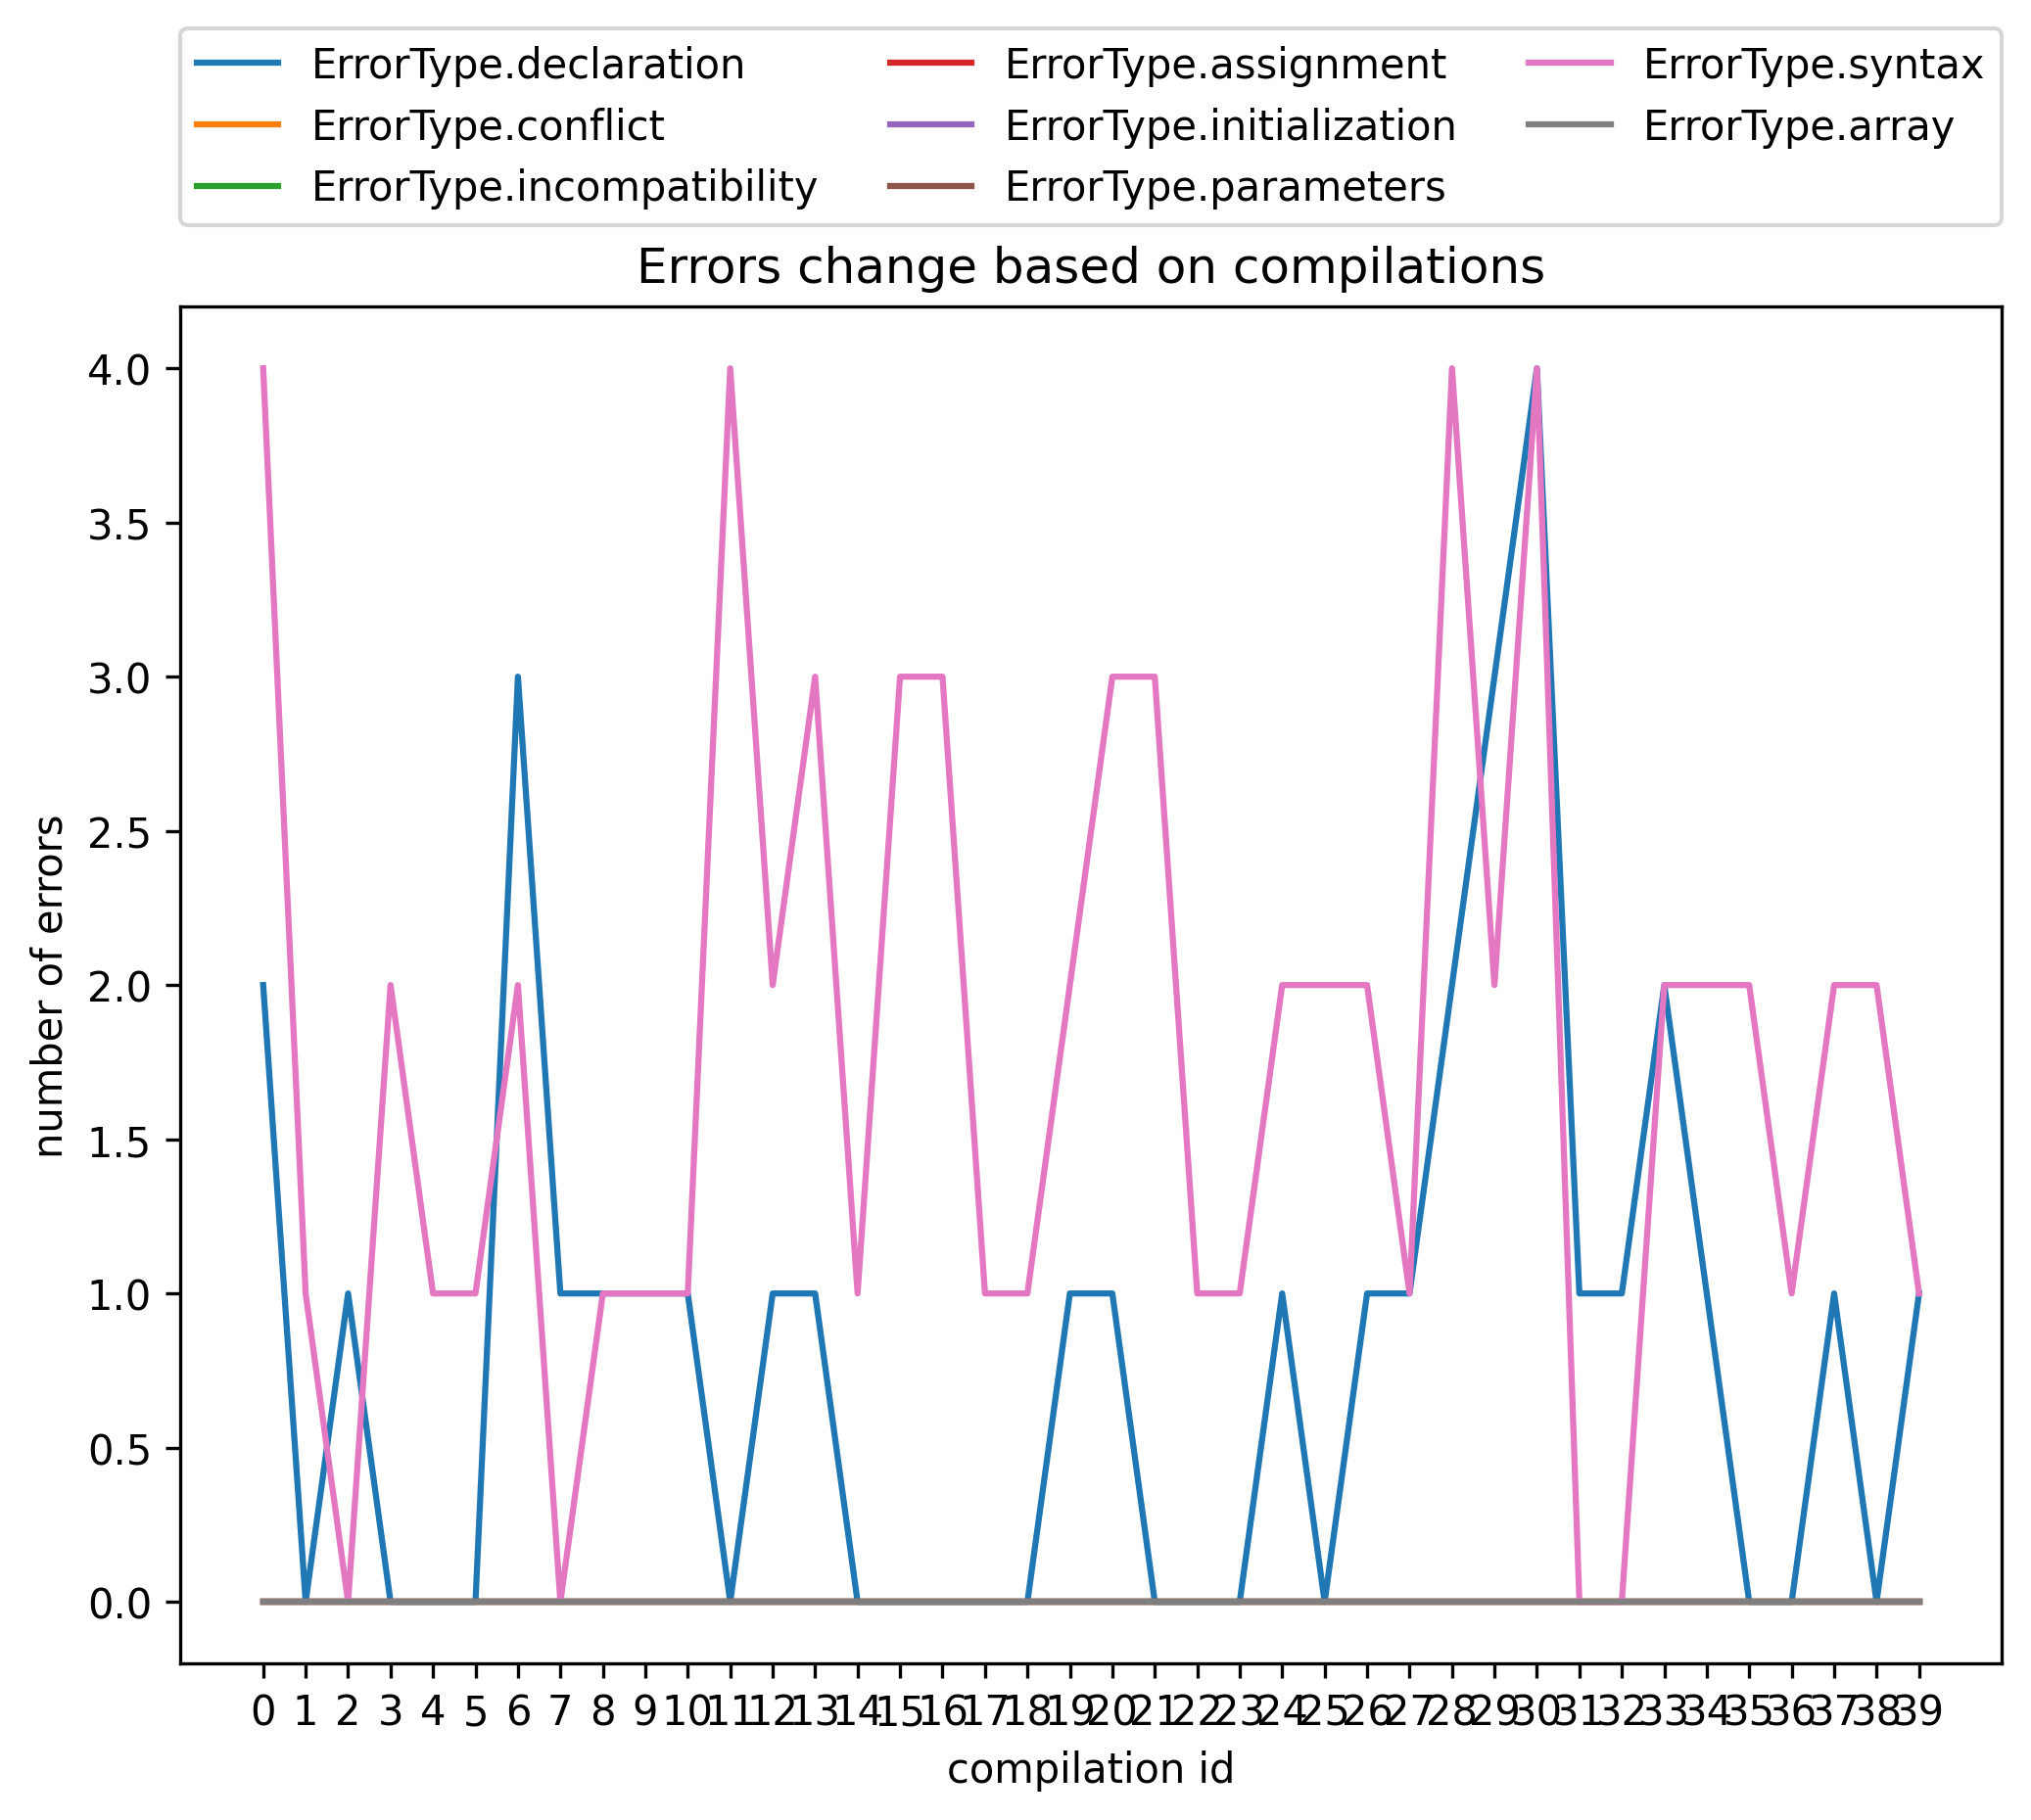 ErrorType.declaration ErrorType.assignment ErrorType.syntax
ErrorType.conflict ErrorType.initialization ErrorType.array
ErrorType.incompatibility ErrorType.parameters
Errors change based on compilations
4.0
3.5
3.0
2.5
2.0
1.5
1.0
0.5
0.0
number of errors
0 1 2 3 4 5 6 7 8 9 10 11 12 13 14 15 16 17 18 19 20 21 22 23 24 25 26 27 28 29 30 31 32 33 34 35 36 37 38 39
compilation id